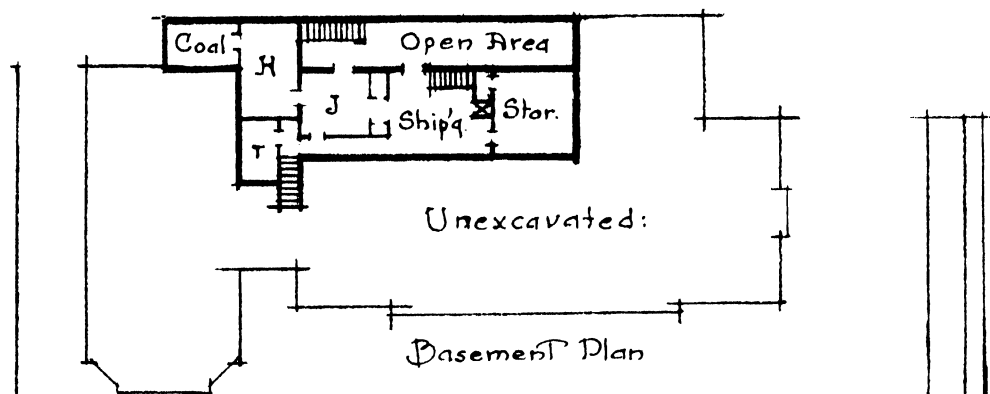 Coal
H
Open Area
J
Ship'g.
Stor.
T
Unexcavated:
Basement Plan